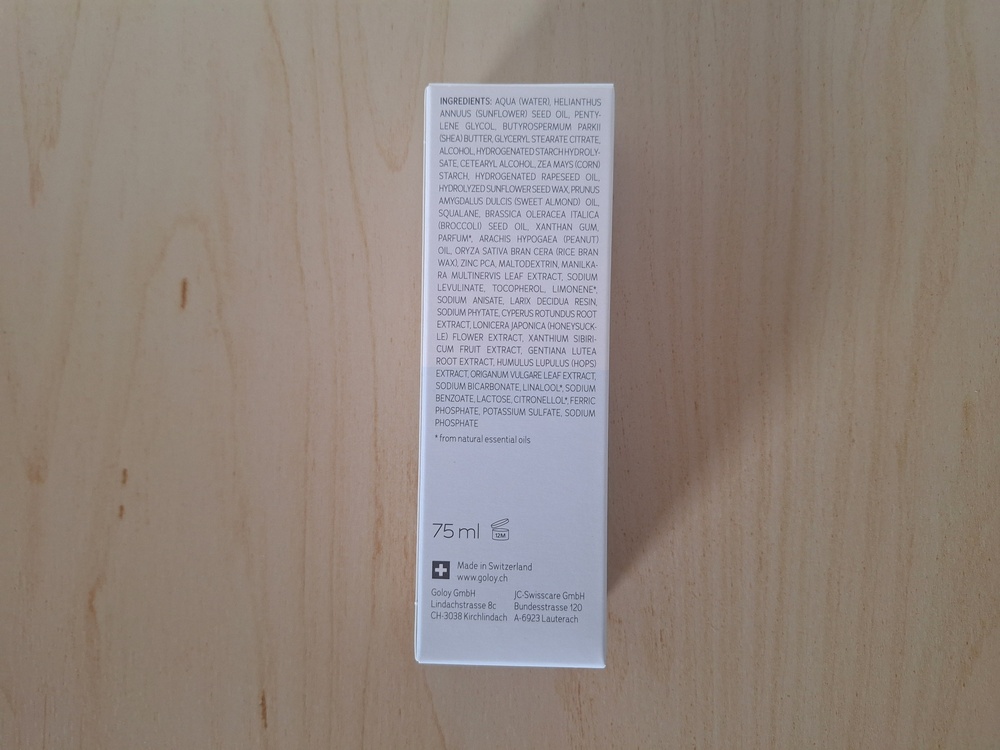 INGREDIENTS: AQUA (WATER), HELIANTHUS
ANNUUS (SUNFLOWER) SEED OIL, PENTY-
LENE GLYCOL, BUTYROSPERMUM PARKII
(SHEA) BUTTER, GLYCERYL STEARATE CITRATE,
ALCOHOL, HYDROGENATED STARCH HYDROLY-
SATE, CETEARYL ALCOHOL, ZEA MAYS (CORN)
STARCH, HYDROGENATED RAPESEED OIL,
HYDROLYZED SUNFLOWER SEED WAX, PRUNUS
AMYGDALUS DULCIS (SWEET ALMOND) OIL,
SQUALANE, BRASSICA OLERACEA ITALICA
(BROCCOLI) SEED OIL, XANTHAN GUM,
PARFUM*, ARACHIS HYPOGAEA (PEANUT)
OIL, ORYZA SATIVA BRAN CERA (RICE BRAN
WAX), ZINC PCA, MALTODEXTRIN, MANILKA-
RA MULTINERVIS LEAF EXTRACT, SODIUM
LEVULINATE, TOCOPHEROL, LIMONENE*,
SODIUM ANISATE, LARIX DECIDUA RESIN,
SODIUM PHYTATE, CYPERUS ROTUNDUS ROOT
EXTRACT, LONICERA JAPONICA (HONEYSUCK-
LE) FLOWER EXTRACT, XANTHIUM SIBIRI-
CUM FRUIT EXTRACT, GENTIANA LUTEA
ROOT EXTRACT, HUMULUS LUPULUS (HOPS)
EXTRACT, ORIGANUM VULGARE LEAF EXTRACT,
SODIUM BICARBONATE, LINALOOL*, SODIUM
BENZOATE, LACTOSE, CITRONELLOL*, FERRIC
PHOSPHATE, POTASSIUM SULFATE, SODIUM
PHOSPHATE
* from natural essential oils
75 ml 12M
Made in Switzerland
www.goloy.ch
Goloy GmbH
Lindachstrasse 8c
CH-3038 Kirchlindach
JC-Swisscare GmbH
Bundesstrasse 120
A-6923 Lauterach